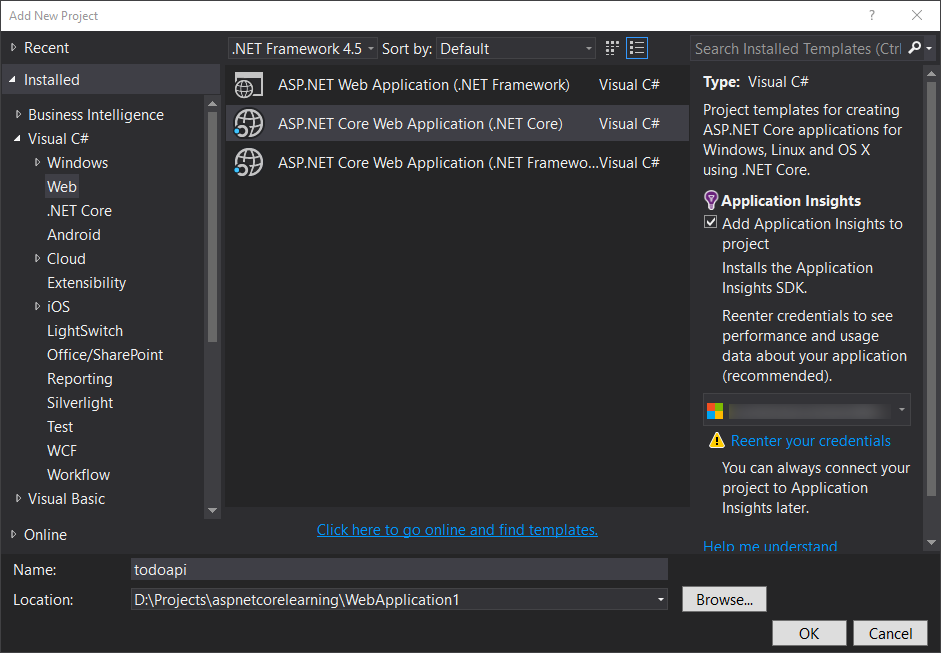 Add New Project
?
Recent
.NET Framework 4.5
Sort by:
Default
Search Installed Templates (Ctrl
Installed
Business Intelligence
Visual C#
Windows
Web
.NET Core
Android
Cloud
Extensibility
iOS
LightSwitch
Office/SharePoint
Reporting
Silverlight
Test
WCF
Workflow
Visual Basic
Online
ASP.NET Web Application (.NET Framework)
Visual C#
ASP.NET Core Web Application (.NET Core)
Visual C#
ASP.NET Core Web Application (.NET Framewo...
Visual C#
Click here to go online and find templates.
Type: Visual C#
Project templates for creating
ASP.NET Core applications for
Windows, Linux and OS X
using .NET Core.
Application Insights
Add Application Insights to
project
Installs the Application
Insights SDK.
Reenter credentials to see
performance and usage
data about your application
(recommended).
Reenter your credentials
You can always connect your
project to Application
Insights later.
Help me understand
Name:
todoapi
Location:
D:\Projects\aspnetcorelearning\WebApplication1
Browse...
OK
Cancel